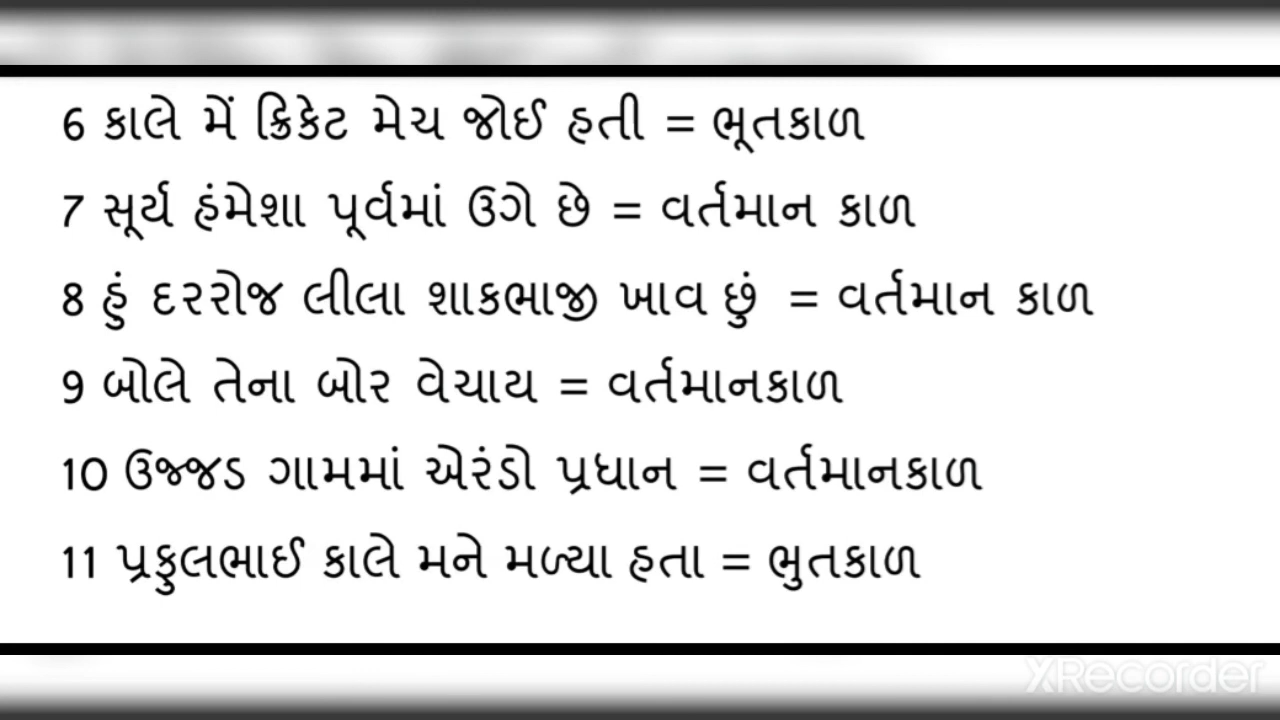 6 કાલે મેં ક્રિકેટ મેચ જોઈ હતી = ભૂતકાળ
7 સૂર્ય હંમેશા પૂર્વમાં ઉગે છે = વર્તમાન કાળ
8 હું દરરોજ લીલા શાકભાજી ખાવ છું = વર્તમાન કાળ
9 બોલે તેના બોર વેચાય = વર્તમાનકાળ
10 ઉજ્જડ ગામમાં એરંડો પ્રધાન = વર્તમાનકાળ
11 પ્રફુલભાઈ કાલે મને મળ્યા હતા = ભુતકાળ
XRecorder